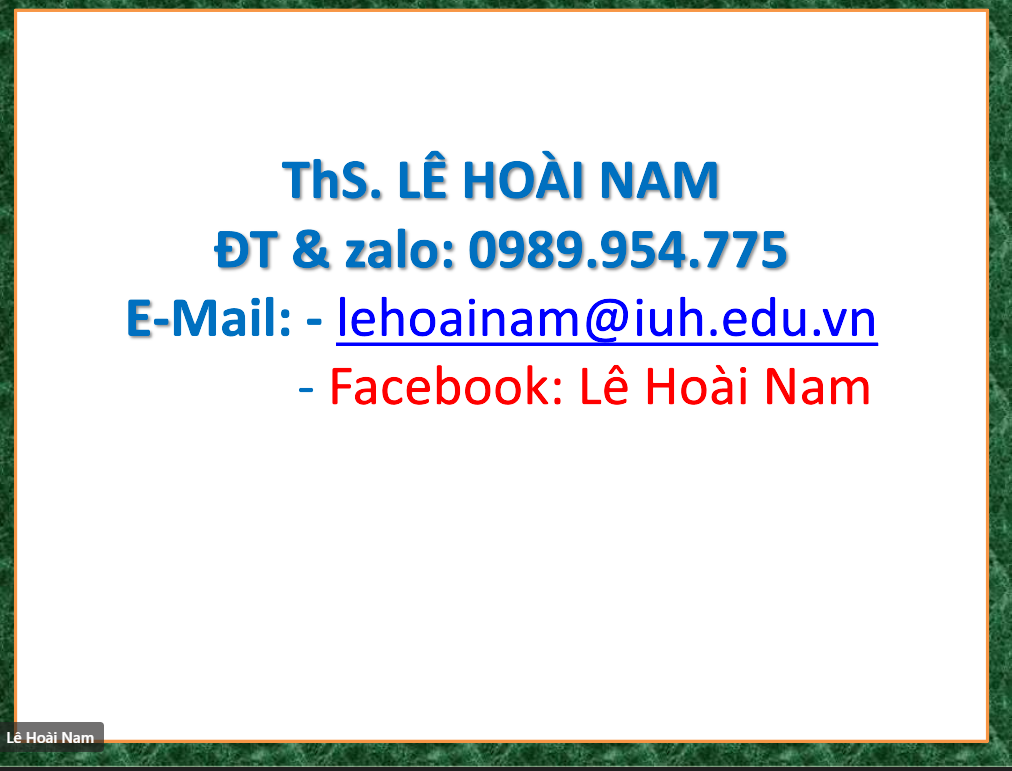 ThS. LÊ HOÀI NAM
ĐT & zalo: 0989.954.775
E-Mail: - lehoainam@iuh.edu.vn
- Facebook: Lê Hoài Nam
Lê Hoài Nam